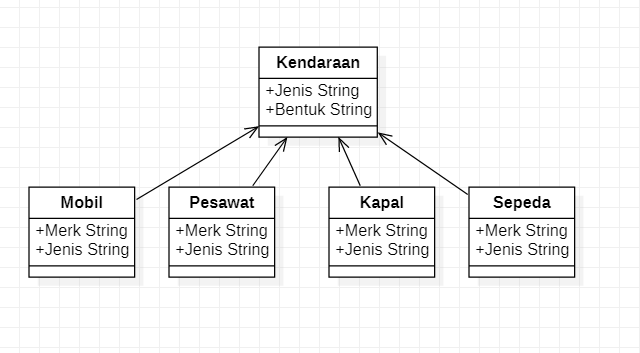 Kendaraan
+Jenis String
+Bentuk String
Mobil
+Merk String
+Jenis String
Pesawat
+Merk String
+Jenis String
Kapal
+Merk String
+Jenis String
Sepeda
+Merk String
+Jenis String